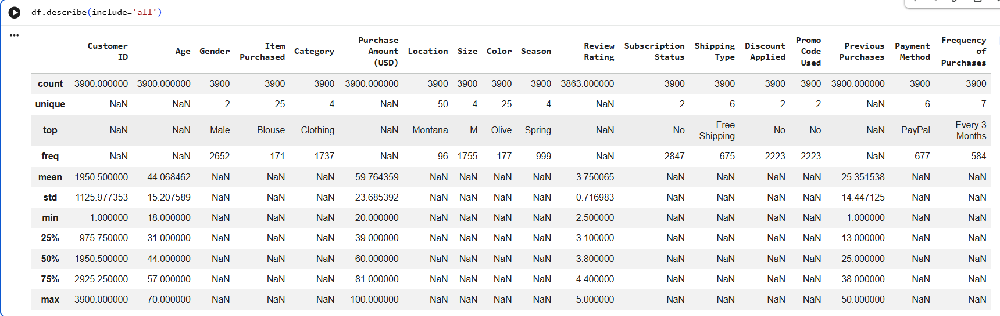 df.describe(include='all')
Customer ID Age Gender Item Purchased Category Purchase Amount (USD) Location Size Color Season Review Rating Subscription Status Shipping Type Discount Applied Promo Code Used Previous Purchases Payment Method Frequency of Purchases
count 3900.000000 3900.000000 3900 3900 3900 3900.000000 3900 3900 3900 3900 3863.000000 3900 3900 3900 3900 3900.000000 3900 3900
unique NaN NaN 2 25 4 NaN 50 4 25 4 NaN 2 6 2 2 NaN 6 7
top NaN NaN Male Blouse Clothing NaN Montana M Olive Spring NaN No Free Shipping No No NaN PayPal Every 3 Months
freq NaN NaN 2652 171 1737 NaN 96 1755 177 999 NaN 2847 675 2223 2223 NaN 677 584
mean 1950.500000 44.068462 NaN NaN NaN 59.764359 NaN NaN NaN NaN 3.750065 NaN NaN NaN NaN 25.351538 NaN NaN
std 1125.977353 15.207589 NaN NaN NaN 23.685392 NaN NaN NaN NaN 0.716983 NaN NaN NaN NaN 14.447125 NaN NaN
min 1.000000 18.000000 NaN NaN NaN 20.000000 NaN NaN NaN NaN 2.500000 NaN NaN NaN NaN 1.000000 NaN NaN
25% 975.750000 31.000000 NaN NaN NaN 39.000000 NaN NaN NaN NaN 3.100000 NaN NaN NaN NaN 13.000000 NaN NaN
50% 1950.500000 44.000000 NaN NaN NaN 60.000000 NaN NaN NaN NaN 3.800000 NaN NaN NaN NaN 25.000000 NaN NaN
75% 2925.250000 57.000000 NaN NaN NaN 81.000000 NaN NaN NaN NaN 4.400000 NaN NaN NaN NaN 38.000000 NaN NaN
max 3900.000000 70.000000 NaN NaN NaN 100.000000 NaN NaN NaN NaN 5.000000 NaN NaN NaN NaN 50.000000 NaN NaN